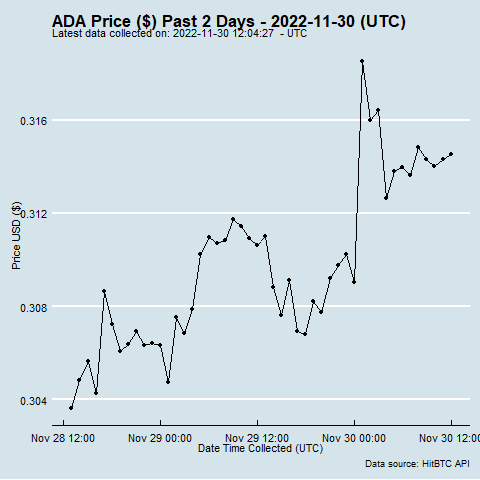 ADA Price ($) Past 2 Days - 2022-11-30 (UTC)
Latest data collected on: 2022-11-30 12:04:27 - UTC
0.316
0.312
0.308
0.304
Price USD ($)
Nov 28 12:00 Nov 29 00:00 Nov 29 12:00 Nov 30 00:00 Nov 30 12:00
Date Time Collected (UTC)
Data source: HitBTC API